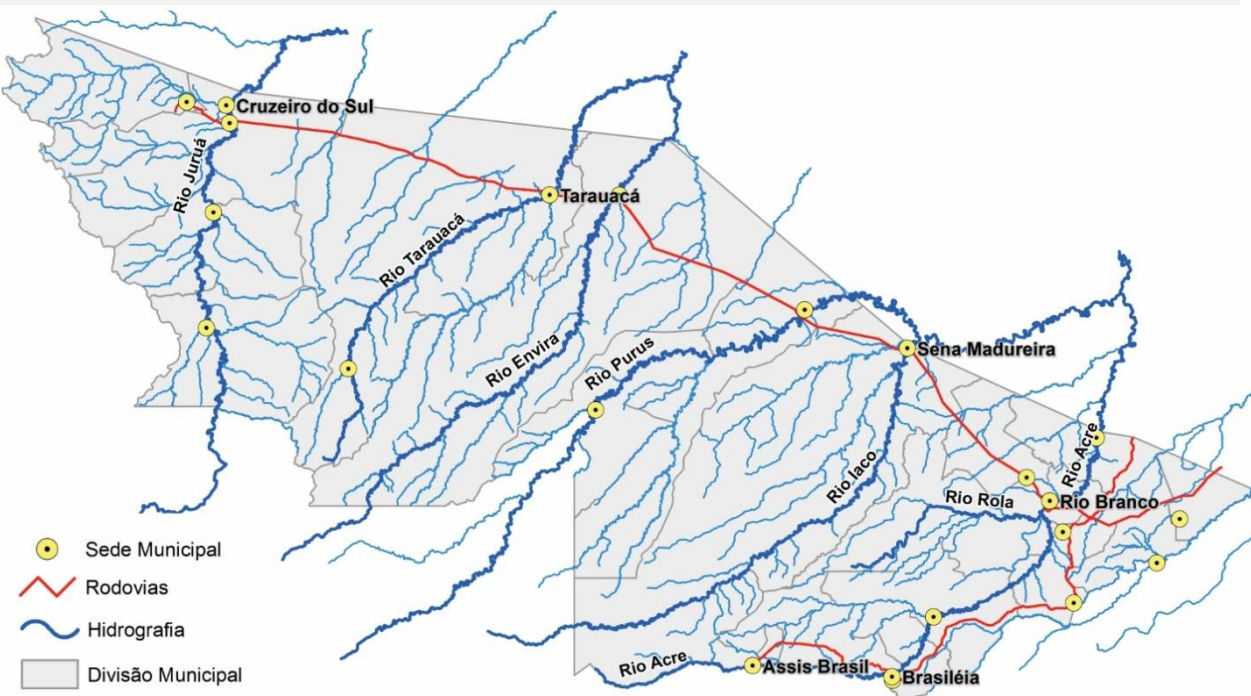 Cruzeiro do Sul
Rio Juruá
Tarauacá
Rio Tarauacá
Rio Envira
Rio Purus
Sena Madureira
Rio Iaco
Rio Acre
Rio Rola
Rio Branco
Rio Acre
Assis Brasil
Brasiléia
Sede Municipal
Rodovias
Hidrografia
Divisão Municipal